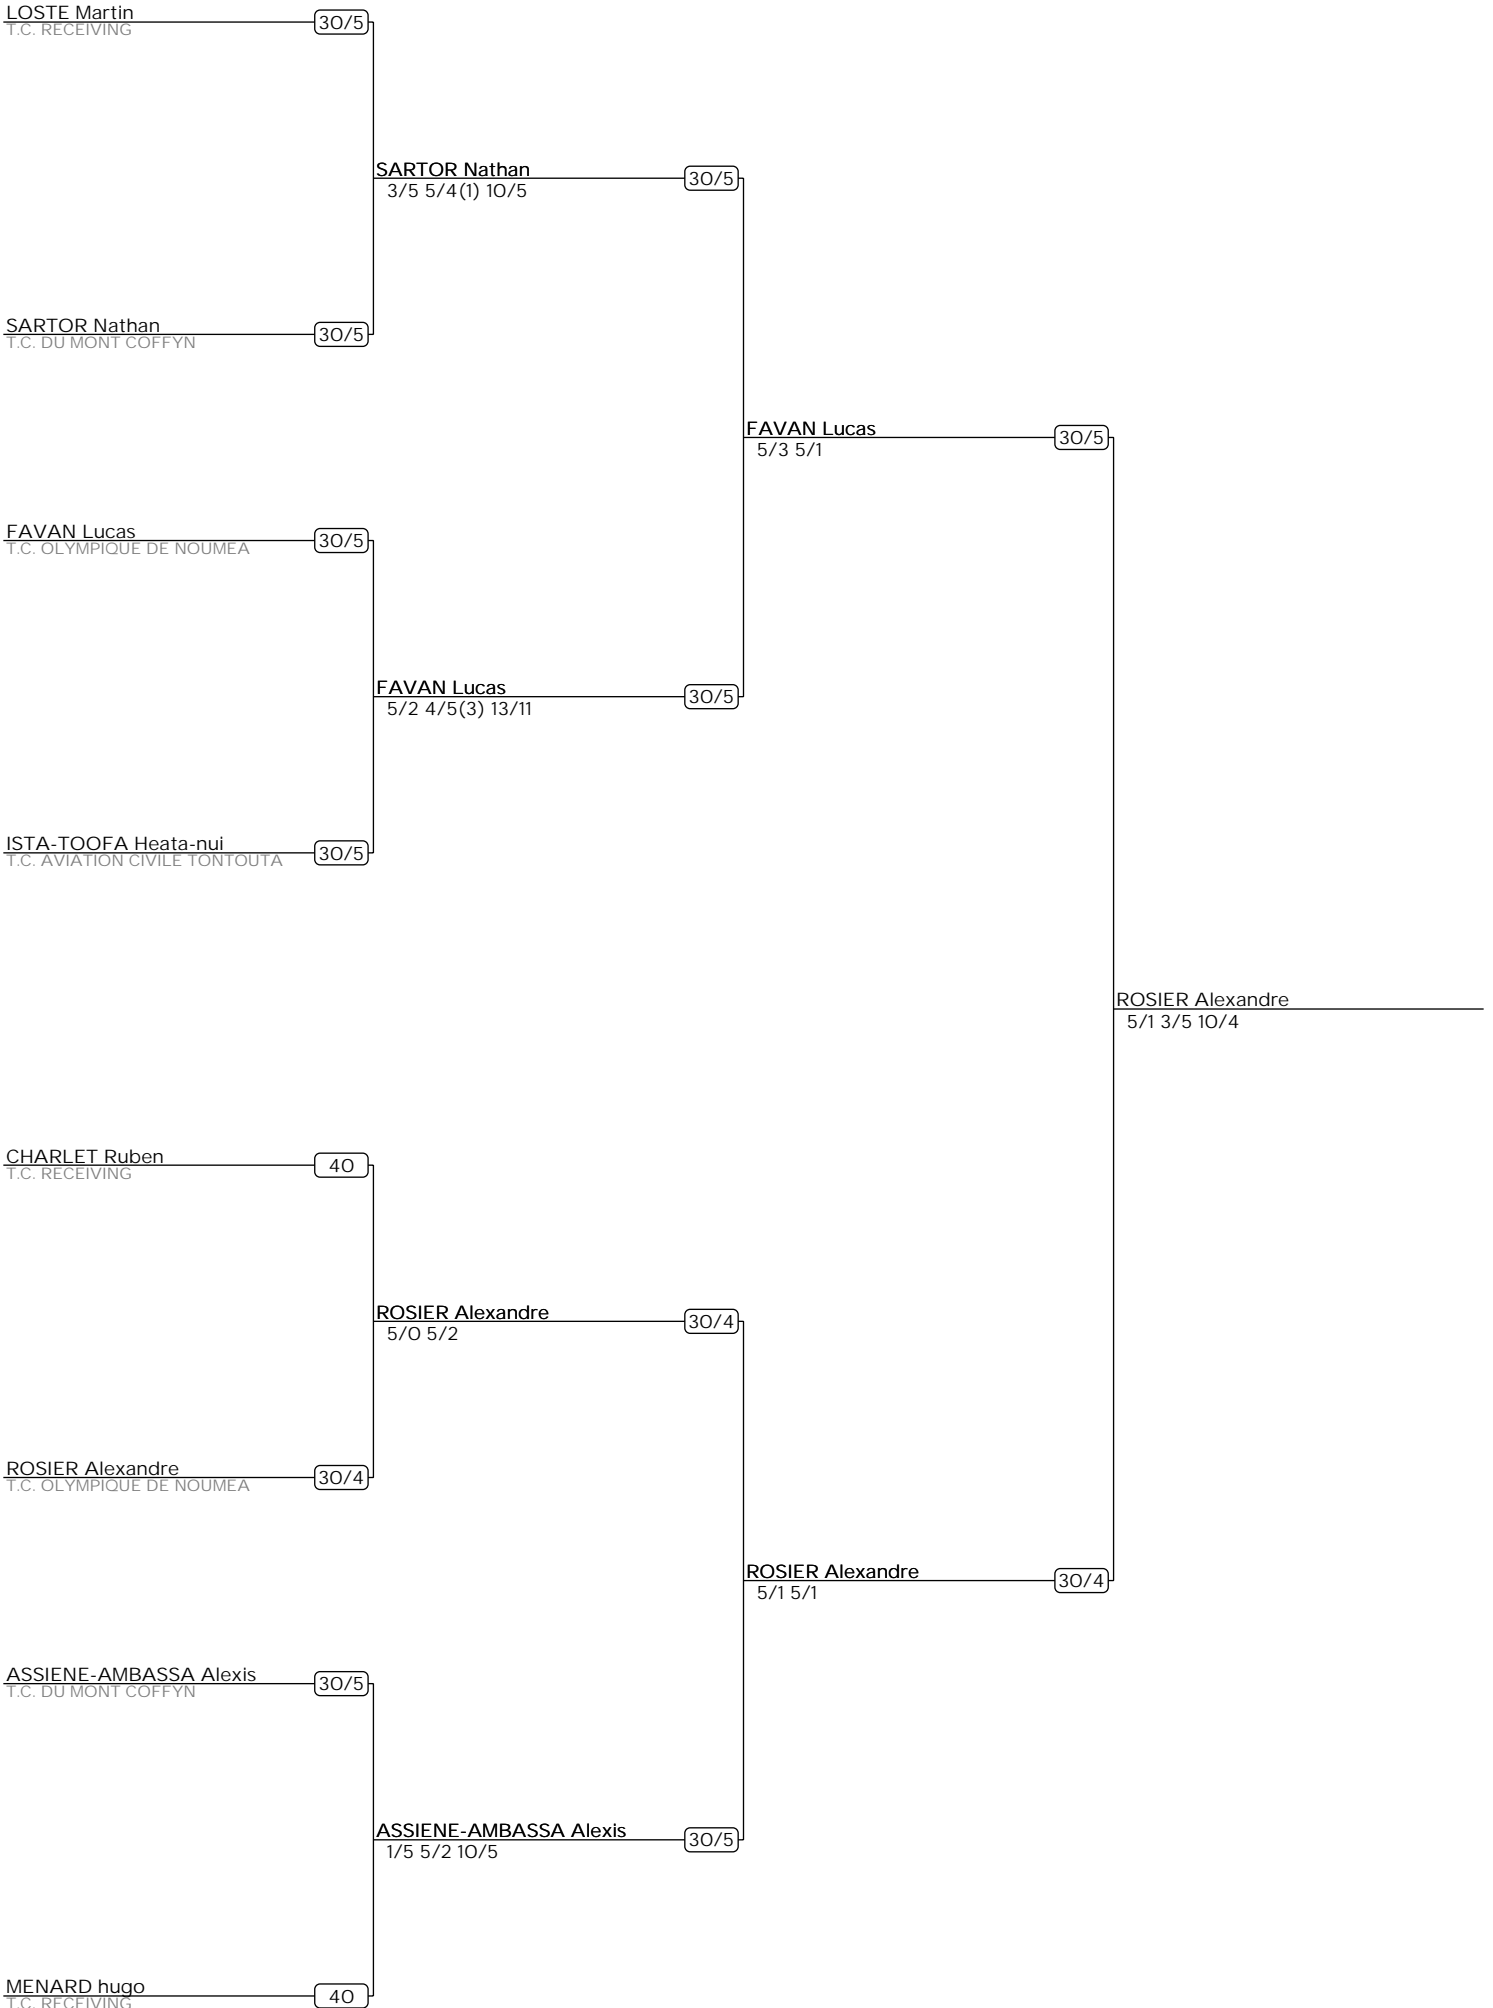 LOSTE Martin
T.C. RECEIVING
30/5
SARTOR Nathan
3/5 5/4(1) 10/5
30/5
SARTOR Nathan
T.C. DU MONT COFFYN
30/5
FAVAN Lucas
5/3 5/1
30/5
FAVAN Lucas
T.C. OLYMPIQUE DE NOUMEA
30/5
FAVAN Lucas
5/2 4/5(3) 13/11
30/5
ISTA-TOOFA Heata-nui
T.C. AVIATION CIVILE TONTOUTA
30/5
ROSIER Alexandre
5/1 3/5 10/4
CHARLET Ruben
T.C. RECEIVING
40
ROSIER Alexandre
5/0 5/2
30/4
ROSIER Alexandre
T.C. OLYMPIQUE DE NOUMEA
30/4
ROSIER Alexandre
5/1 5/1
30/4
ASSIENE-AMBASSA Alexis
T.C. DU MONT COFFYN
30/5
ASSIENE-AMBASSA Alexis
1/5 5/2 10/5
30/5
MENARD hugo
T.C. RECEIVING
40